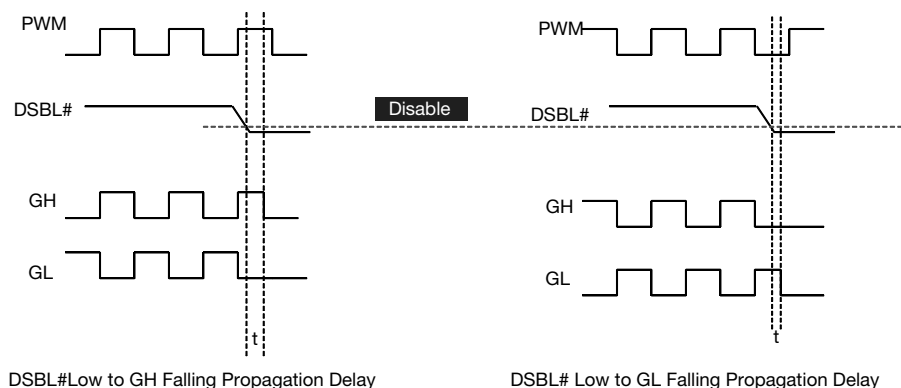 PWM
DSBL#
GH
GL
t
DSBL#Low to GH Falling Propagation Delay
Disable
PWM
DSBL#
GH
GL
t
DSBL# Low to GL Falling Propagation Delay